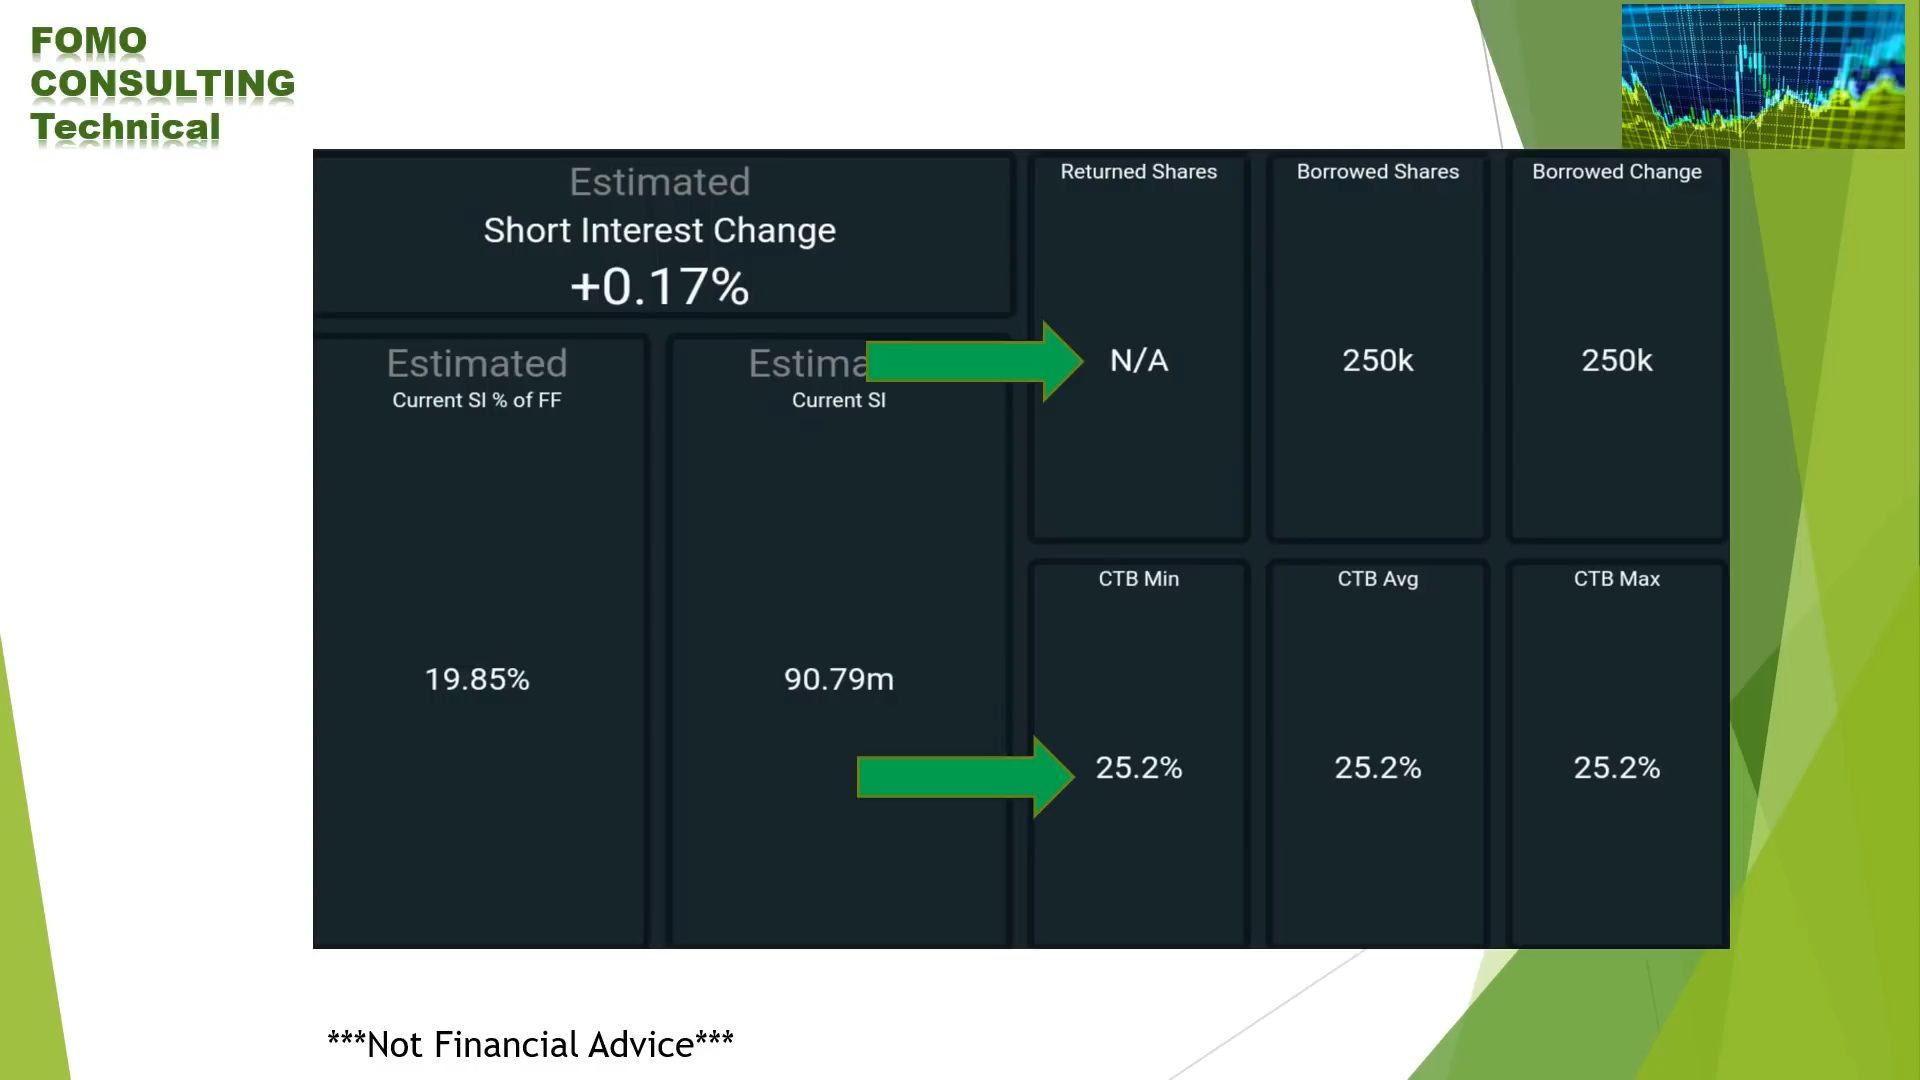 FOMO
CONSULTING
Technical
Estimated
Short Interest Change
+0.17%
Estimated
Current SI % of FF
19.85%
Estima
Current SI
90.79m
Returned Shares
N/A
Borrowed Shares
250k
Borrowed Change
250k
CTB Min
25.2%
CTB Avg
25.2%
CTB Max
25.2%
***Not Financial Advice***